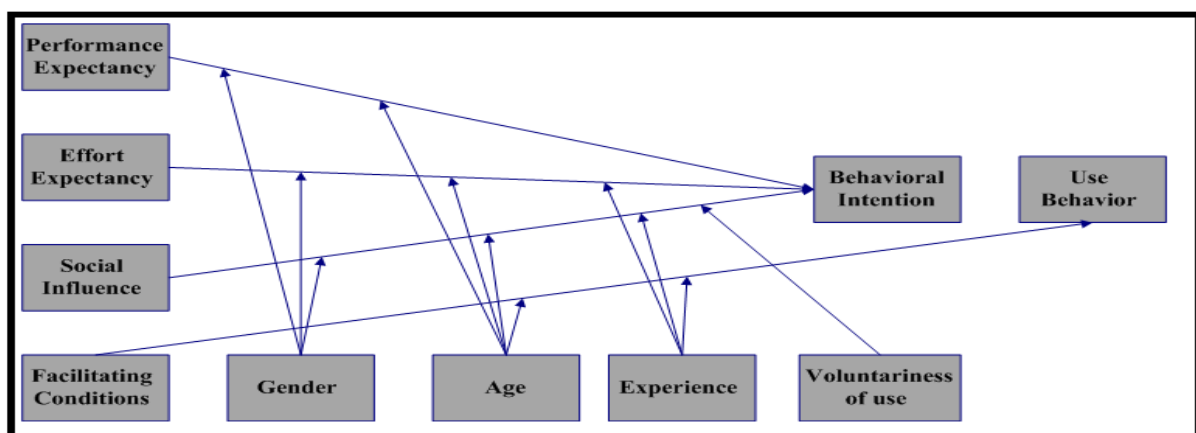 Performance
Expectancy
Effort
Expectancy
Behavioral
Intention
Use
Behavior
Social
Influence
Facilitating
Conditions
Gender
Age
Experience
Voluntariness
of use